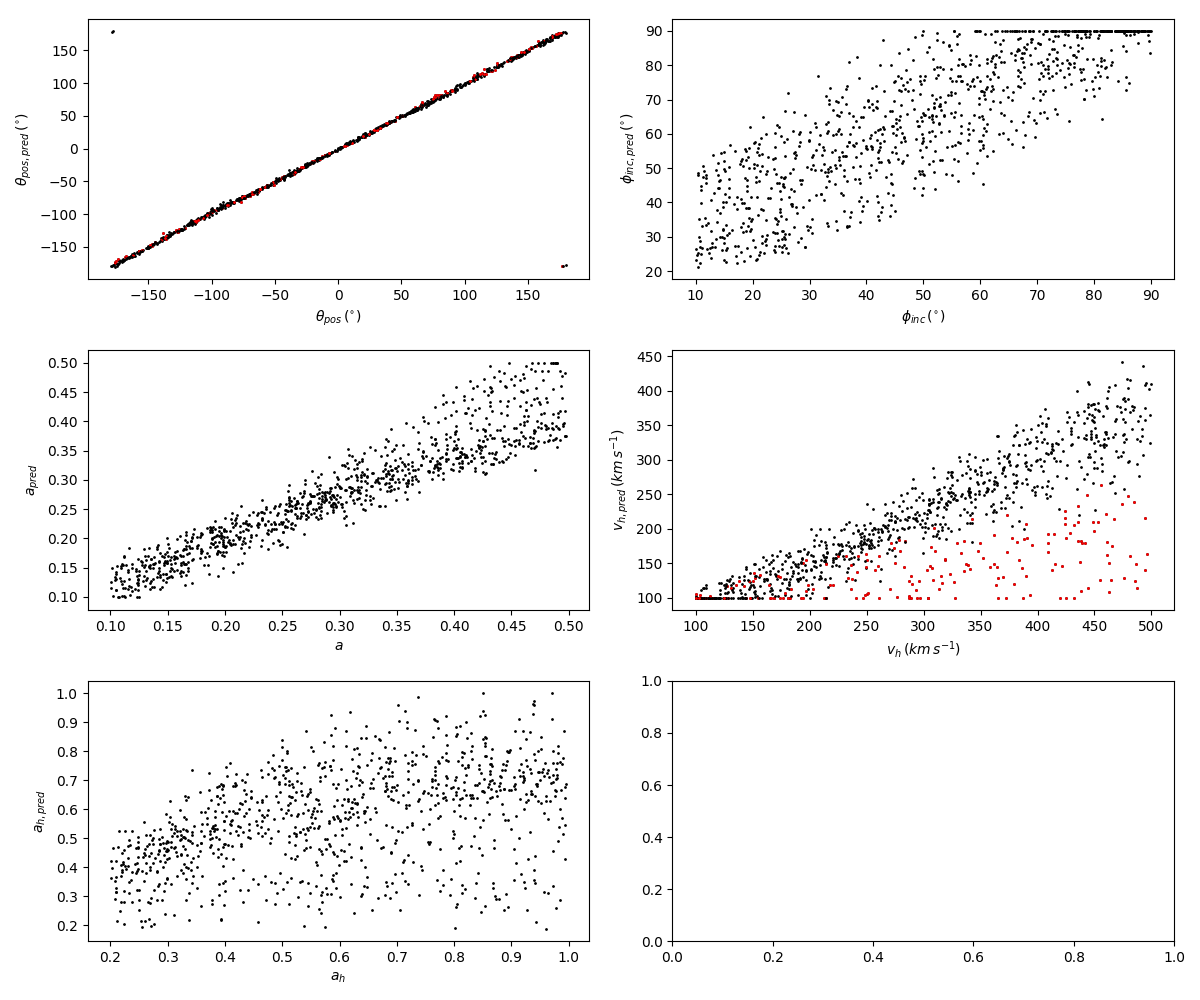 150
100
50
0
−50
−100
−150
θpos,pred (°)
−150 −100 −50 0 50 100 150
θpos (°)
90
80
70
60
50
40
30
20
ϕinc,pred (°)
10 20 30 40 50 60 70 80 90
ϕinc (°)
0.50
0.45
0.40
0.35
0.30
0.25
0.20
0.15
0.10
apred
0.10 0.15 0.20 0.25 0.30 0.35 0.40 0.45 0.50
a
450
400
350
300
250
200
150
100
vh,pred (km s−1)
100 150 200 250 300 350 400 450 500
vh (km s−1)
1.0
0.9
0.8
0.7
0.6
0.5
0.4
0.3
0.2
ah,pred
0.2 0.3 0.4 0.5 0.6 0.7 0.8 0.9 1.0
ah
1.0
0.8
0.6
0.4
0.2
0.0
0.0 0.2 0.4 0.6 0.8 1.0